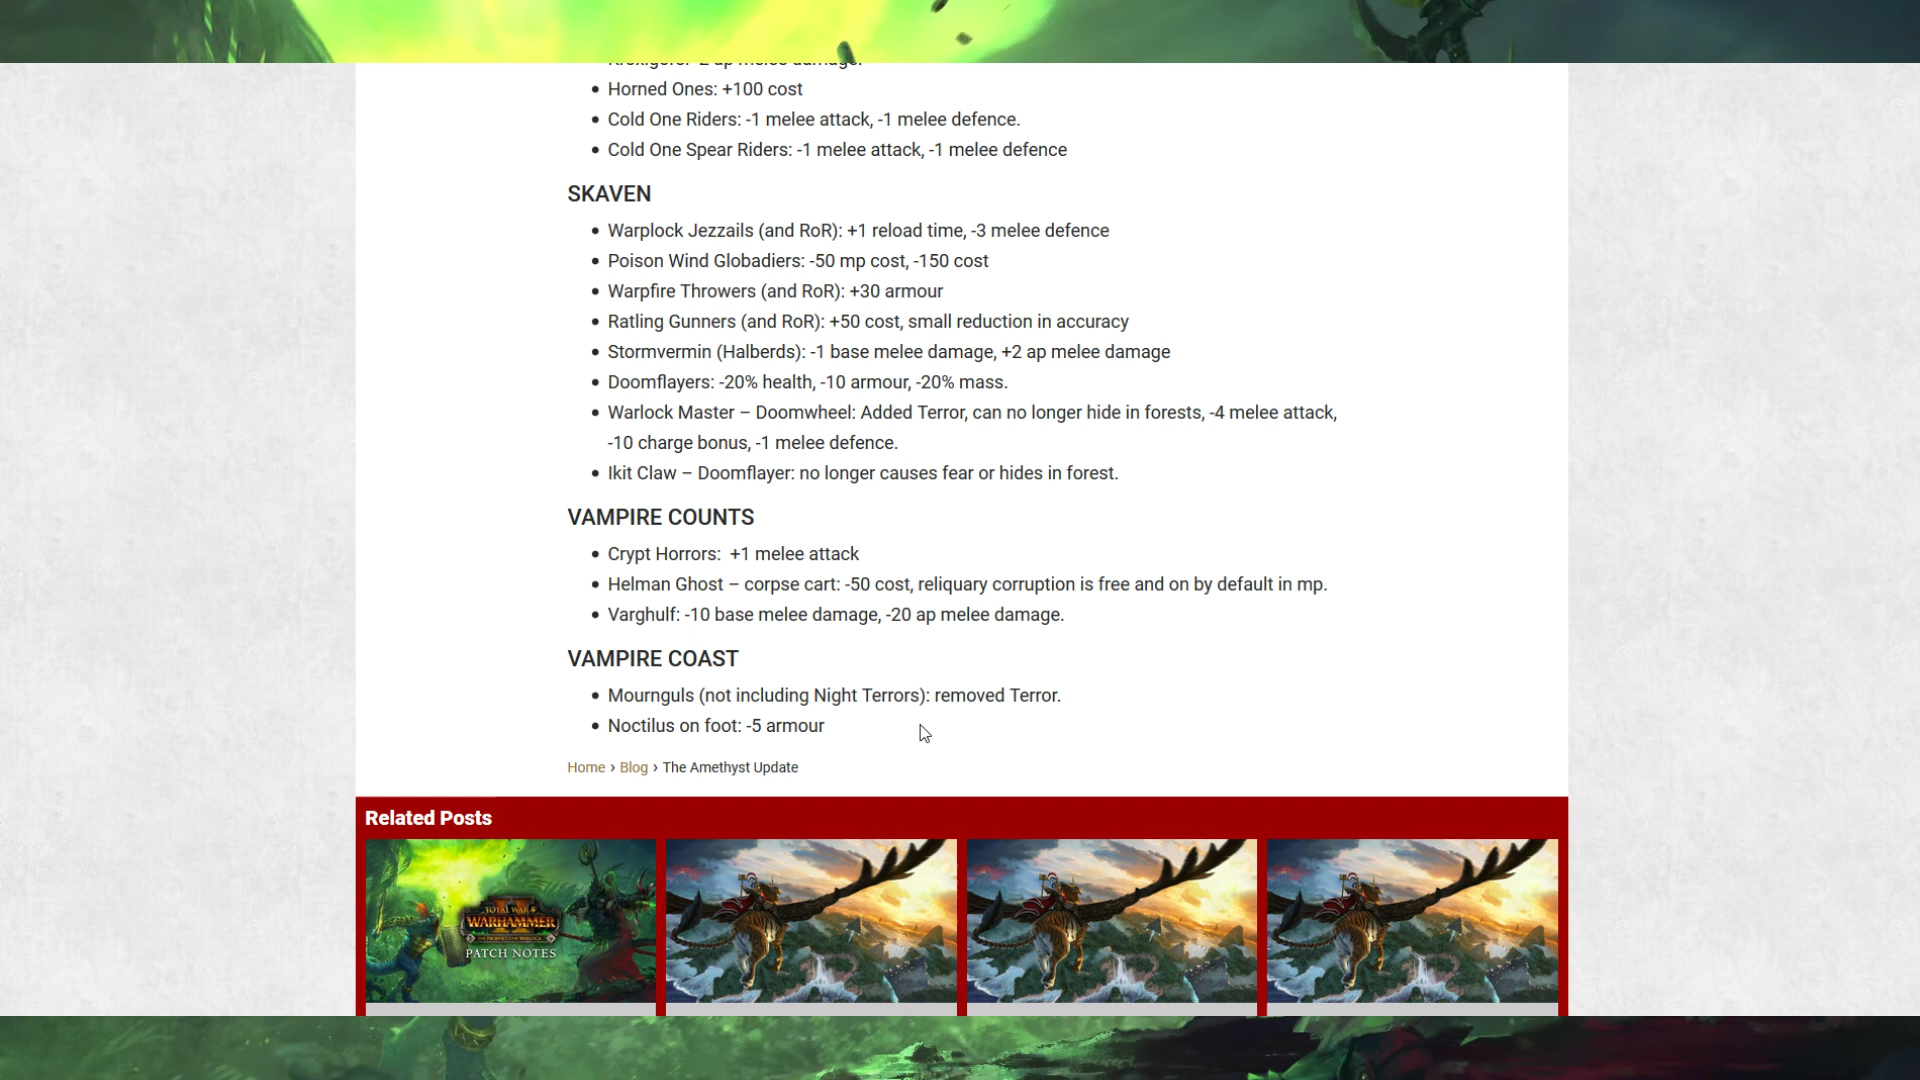 Kroxigors: -2 ap melee damage.
Horned Ones: +100 cost
Cold One Riders: -1 melee attack, -1 melee defence.
Cold One Spear Riders: -1 melee attack, -1 melee defence
SKAVEN
Warplock Jezzails (and RoR): +1 reload time, -3 melee defence
Poison Wind Globadiers: -50 mp cost, -150 cost
Warpfire Throwers (and RoR): +30 armour
Ratling Gunners (and RoR): +50 cost, small reduction in accuracy
Stormvermin (Halberds): -1 base melee damage, +2 ap melee damage
Doomflayers: -20% health, -10 armour, -20% mass.
Warlock Master – Doomwheel: Added Terror, can no longer hide in forests, -4 melee attack,
-10 charge bonus, -1 melee defence.
Ikit Claw – Doomflayer: no longer causes fear or hides in forest.
VAMPIRE COUNTS
Crypt Horrors:  +1 melee attack
Helman Ghost – corpse cart: -50 cost, reliquary corruption is free and on by default in mp.
Varghulf: -10 base melee damage, -20 ap melee damage.
VAMPIRE COAST
Mournguls (not including Night Terrors): removed Terror.
Noctilus on foot: -5 armour
Home › Blog › The Amethyst Update
Related Posts
TOTAL WAR
WARHAMMER
II
PATCH NOTES